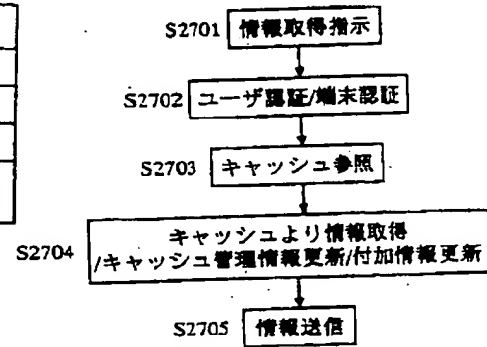 S2701 情報取得指示
S2702 ユーザ認証/端末認証
S2703 キャッシュ参照
キャッシュより情報取得
S2704 /キャッシュ管理情報更新/付加情報更新
S2705 情報送信